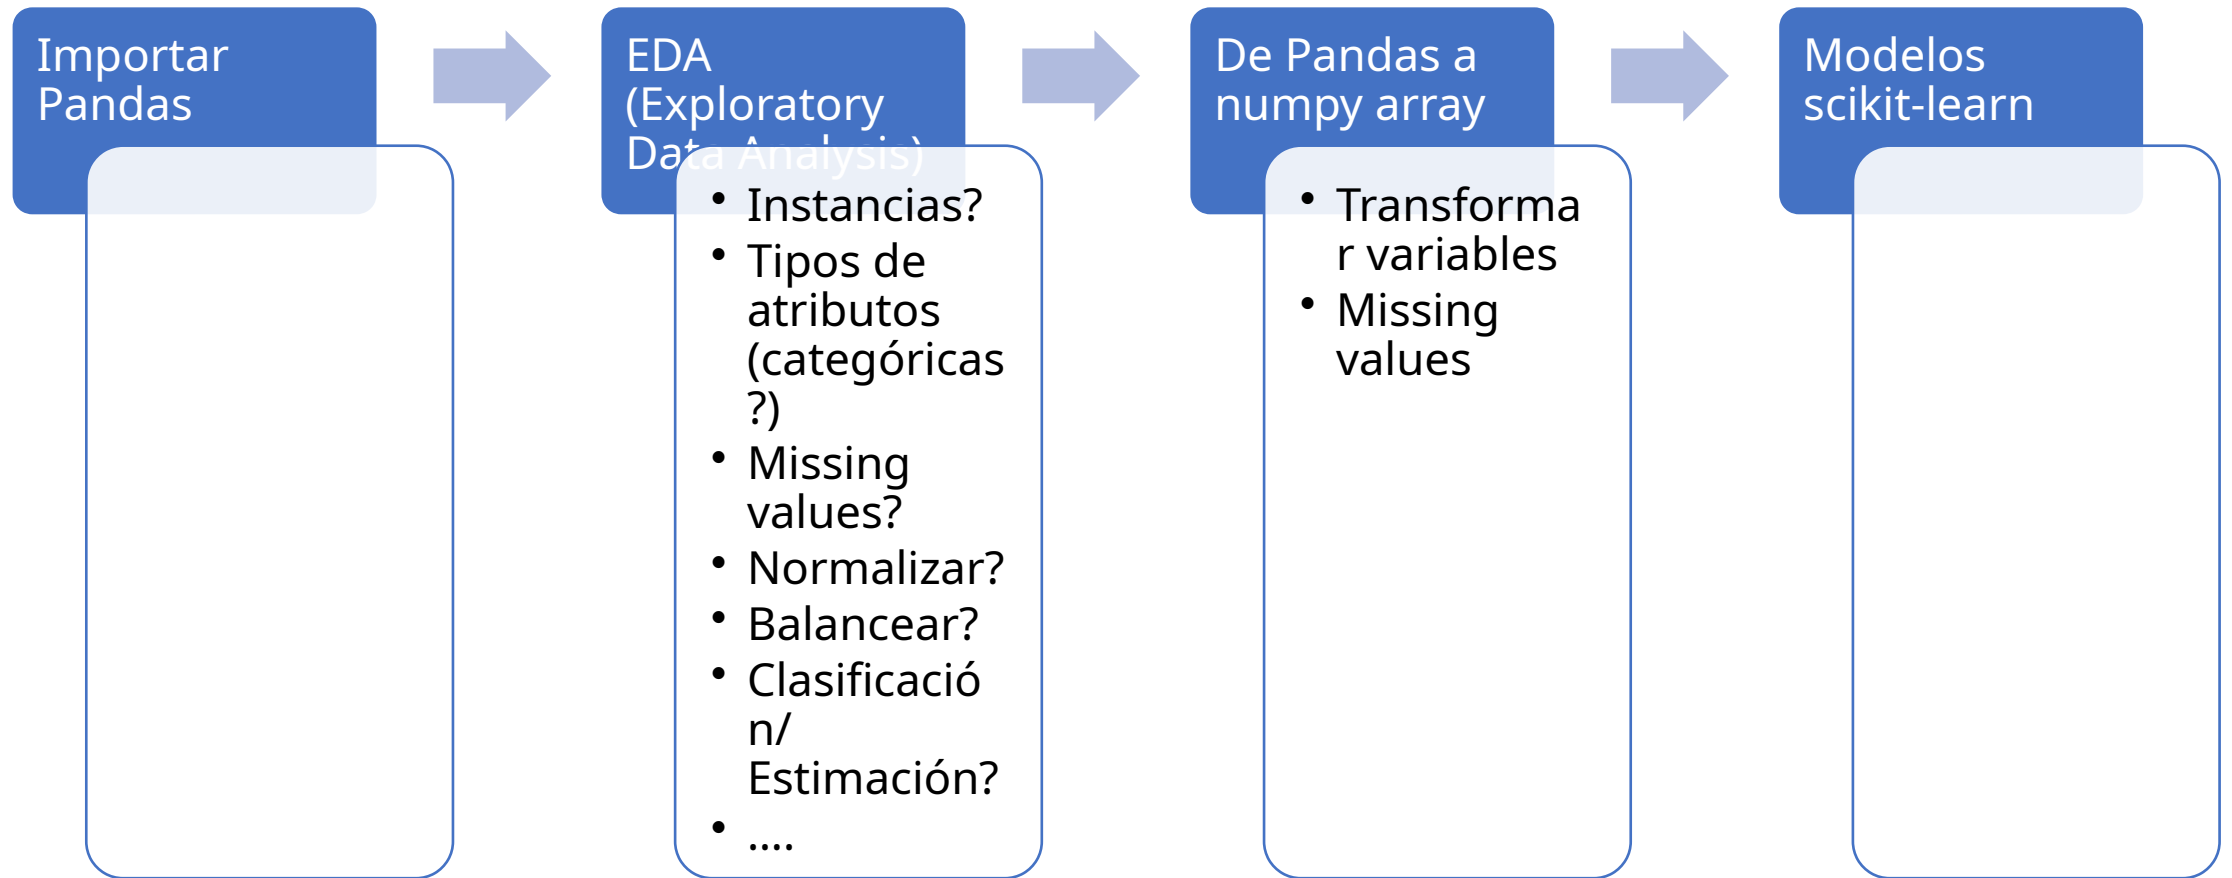 Importar
Pandas
EDA
(Exploratory
Data Analysis)
• Instancias?
• Tipos de
atributos
(categóricas
?)
• Missing
values?
• Normalizar?
• Balancear?
• Clasificació
n/
Estimación?
• ....
De Pandas a
numpy array
• Transforma
r variables
• Missing
values
Modelos
scikit-learn